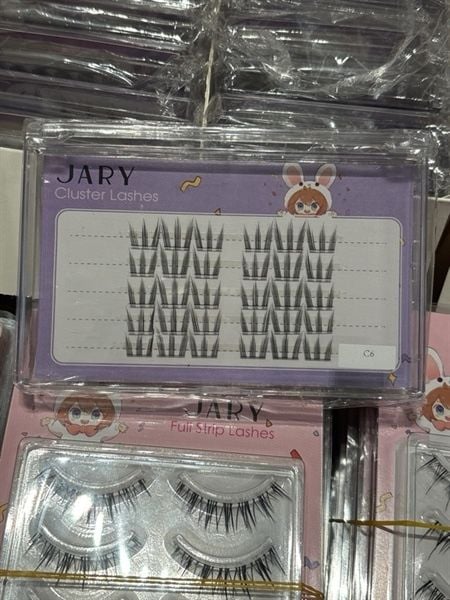 JARY
Cluster Lashes
C6
JARY
Full Strip Lashes